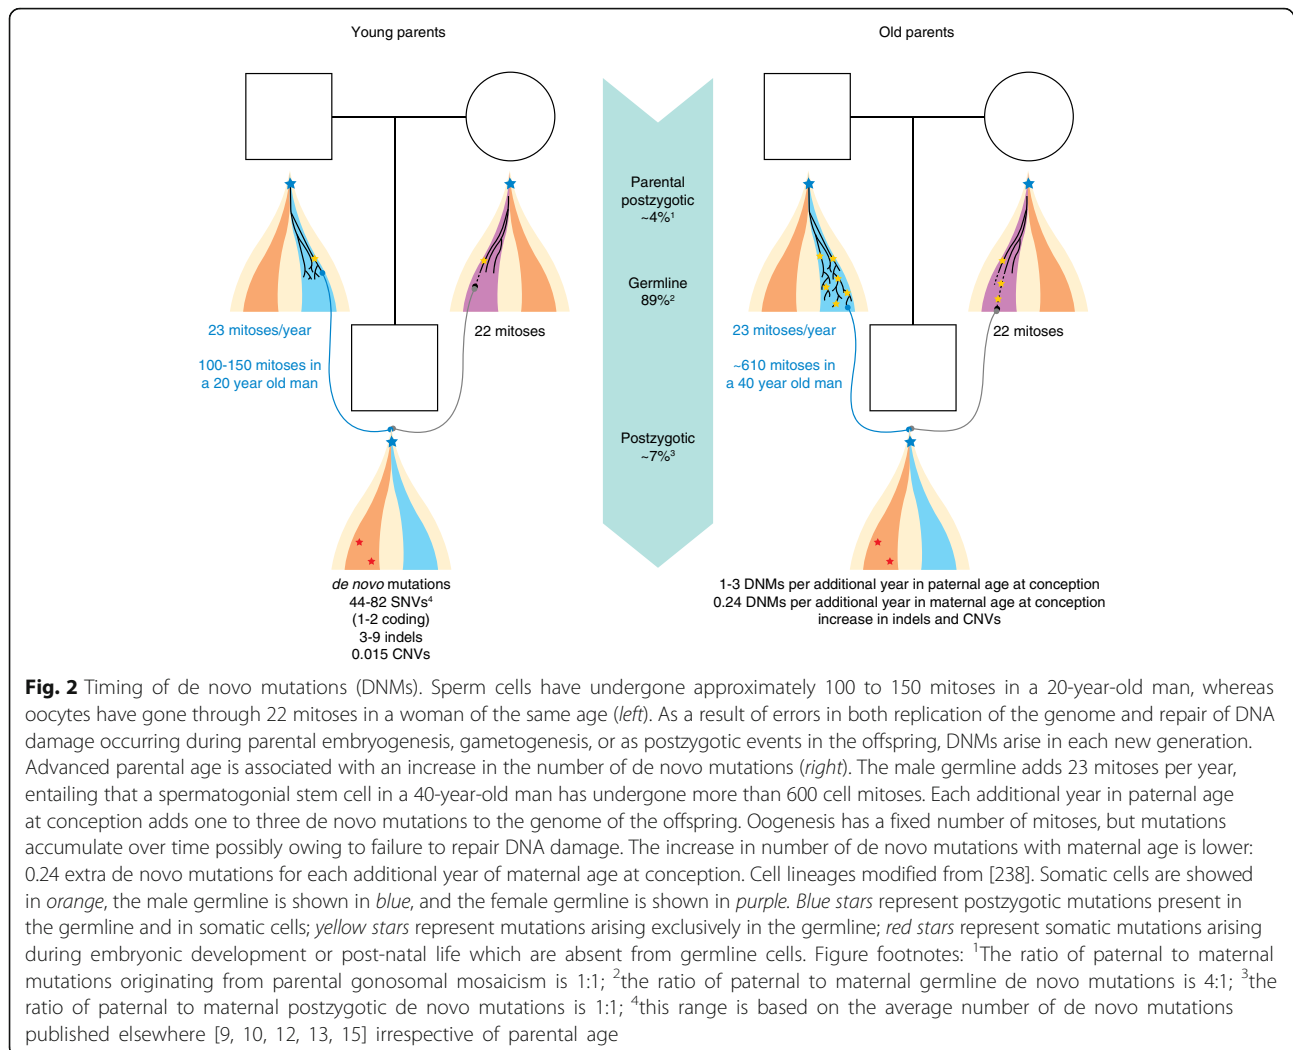 Young parents
Old parents
Parental
postzygotic
~4%¹
Germline
89%²
Postzygotic
~7%³
23 mitoses/year
22 mitoses
100-150 mitoses in
a 20 year old man
23 mitoses/year
22 mitoses
~610 mitoses in
a 40 year old man
de novo mutations
44-82 SNVs⁴
(1-2 coding)
3-9 indels
0.015 CNVs
1-3 DNMs per additional year in paternal age at conception
0.24 DNMs per additional year in maternal age at conception
increase in indels and CNVs
Fig. 2 Timing of de novo mutations (DNMs). Sperm cells have undergone approximately 100 to 150 mitoses in a 20-year-old man, whereas
oocytes have gone through 22 mitoses in a woman of the same age (left). As a result of errors in both replication of the genome and repair of DNA
damage occurring during parental embryogenesis, gametogenesis, or as postzygotic events in the offspring, DNMs arise in each new generation.
Advanced parental age is associated with an increase in the number of de novo mutations (right). The male germline adds 23 mitoses per year,
entailing that a spermatogonial stem cell in a 40-year-old man has undergone more than 600 cell mitoses. Each additional year in paternal age
at conception adds one to three de novo mutations to the genome of the offspring. Oogenesis has a fixed number of mitoses, but mutations
accumulate over time possibly owing to failure to repair DNA damage. The increase in number of de novo mutations with maternal age is lower:
0.24 extra de novo mutations for each additional year of maternal age at conception. Cell lineages modified from [238]. Somatic cells are showed
in orange, the male germline is shown in blue, and the female germline is shown in purple. Blue stars represent postzygotic mutations present in
the germline and in somatic cells; yellow stars represent mutations arising exclusively in the germline; red stars represent somatic mutations arising
during embryonic development or post-natal life which are absent from germline cells. Figure footnotes: ¹The ratio of paternal to maternal
mutations originating from parental gonosomal mosaicism is 1:1; ²the ratio of paternal to maternal germline de novo mutations is 4:1; ³the
ratio of paternal to maternal postzygotic de novo mutations is 1:1; ⁴this range is based on the average number of de novo mutations
published elsewhere [9, 10, 12, 13, 15] irrespective of parental age